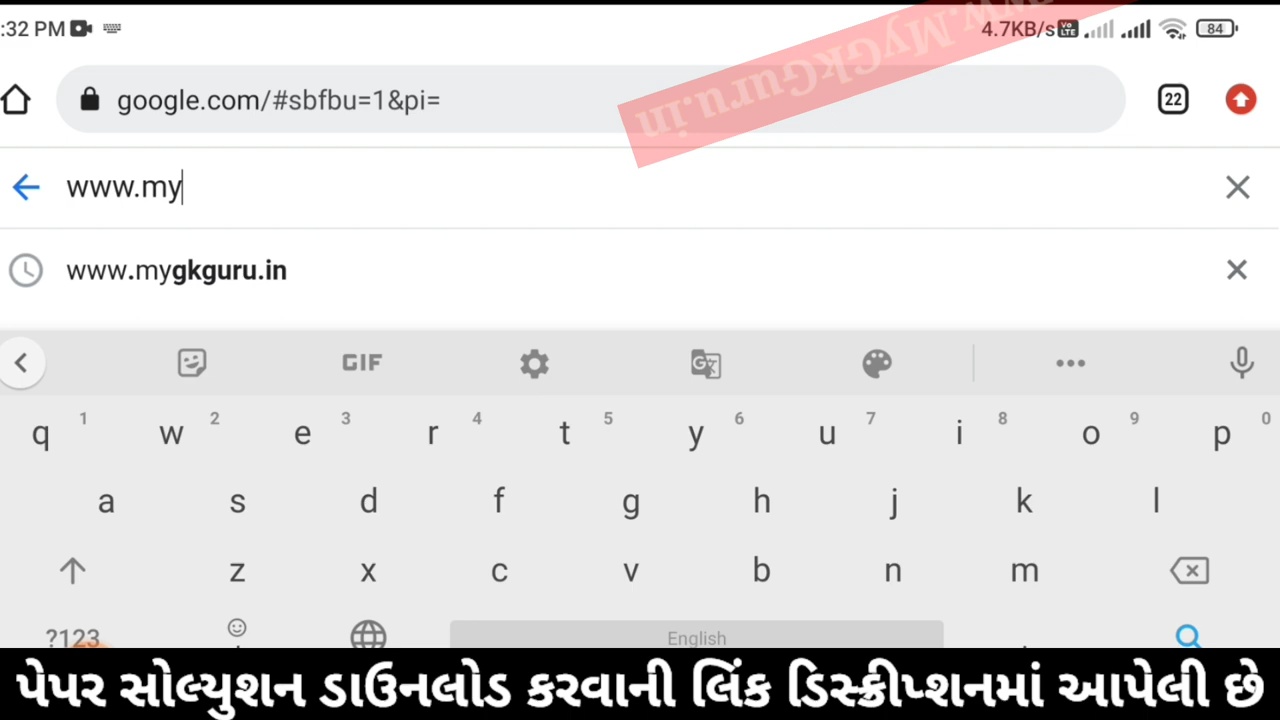 :32 PM
4.7KB/s Vo LTE 84
www.MyGkGuru.in
google.com/#sbfbu=1&pi=
22
www.my
www.mygkguru.in
GIF
q 1 w 2 e 3 r 4 t 5 y 6 u 7 i 8 o 9 p 0
a s d f g h j k l
z x c v b n m
?123 English
પેપર સોલ્યુશન ડાઉનલોડ કરવાની લિંક ડિસ્ક્રીપ્શનમાં આપેલી છે